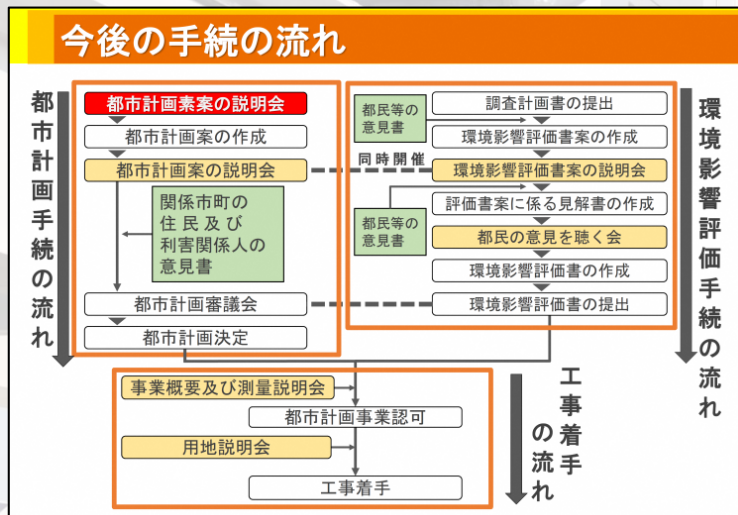 今後の手続の流れ
都市計画手続の流れ
都市計画素案の説明会
都市計画案の作成
都市計画案の説明会
関係市町の
住民及び
利害関係人の
意見書
都市計画審議会
都市計画決定
同時開催
都民等の
意見書
調査計画書の提出
環境影響評価書案の作成
環境影響評価書案の説明会
都民等の
意見書
評価書案に係る見解書の作成
都民の意見を聴く会
環境影響評価書の作成
環境影響評価書の提出
環境影響評価手続の流れ
事業概要及び測量説明会
都市計画事業認可
用地説明会
工事着手
工事着手
の流れ